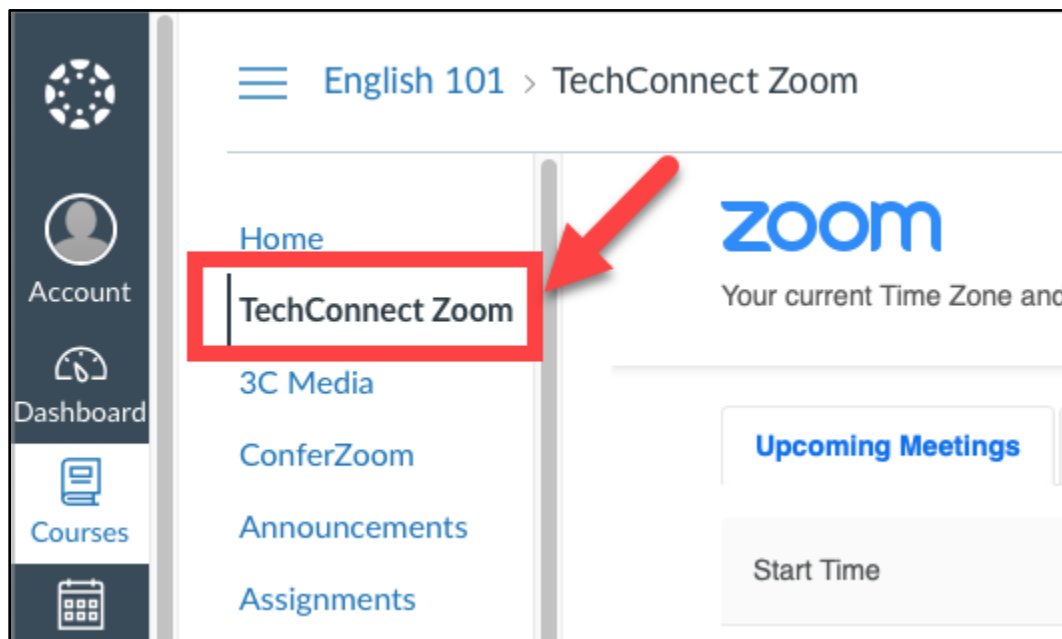 English 101 > TechConnect Zoom
Account
Dashboard
Courses
Home
TechConnect Zoom
3C Media
ConferZoom
Announcements
Assignments
zoom
Your current Time Zone and
Upcoming Meetings
Start Time